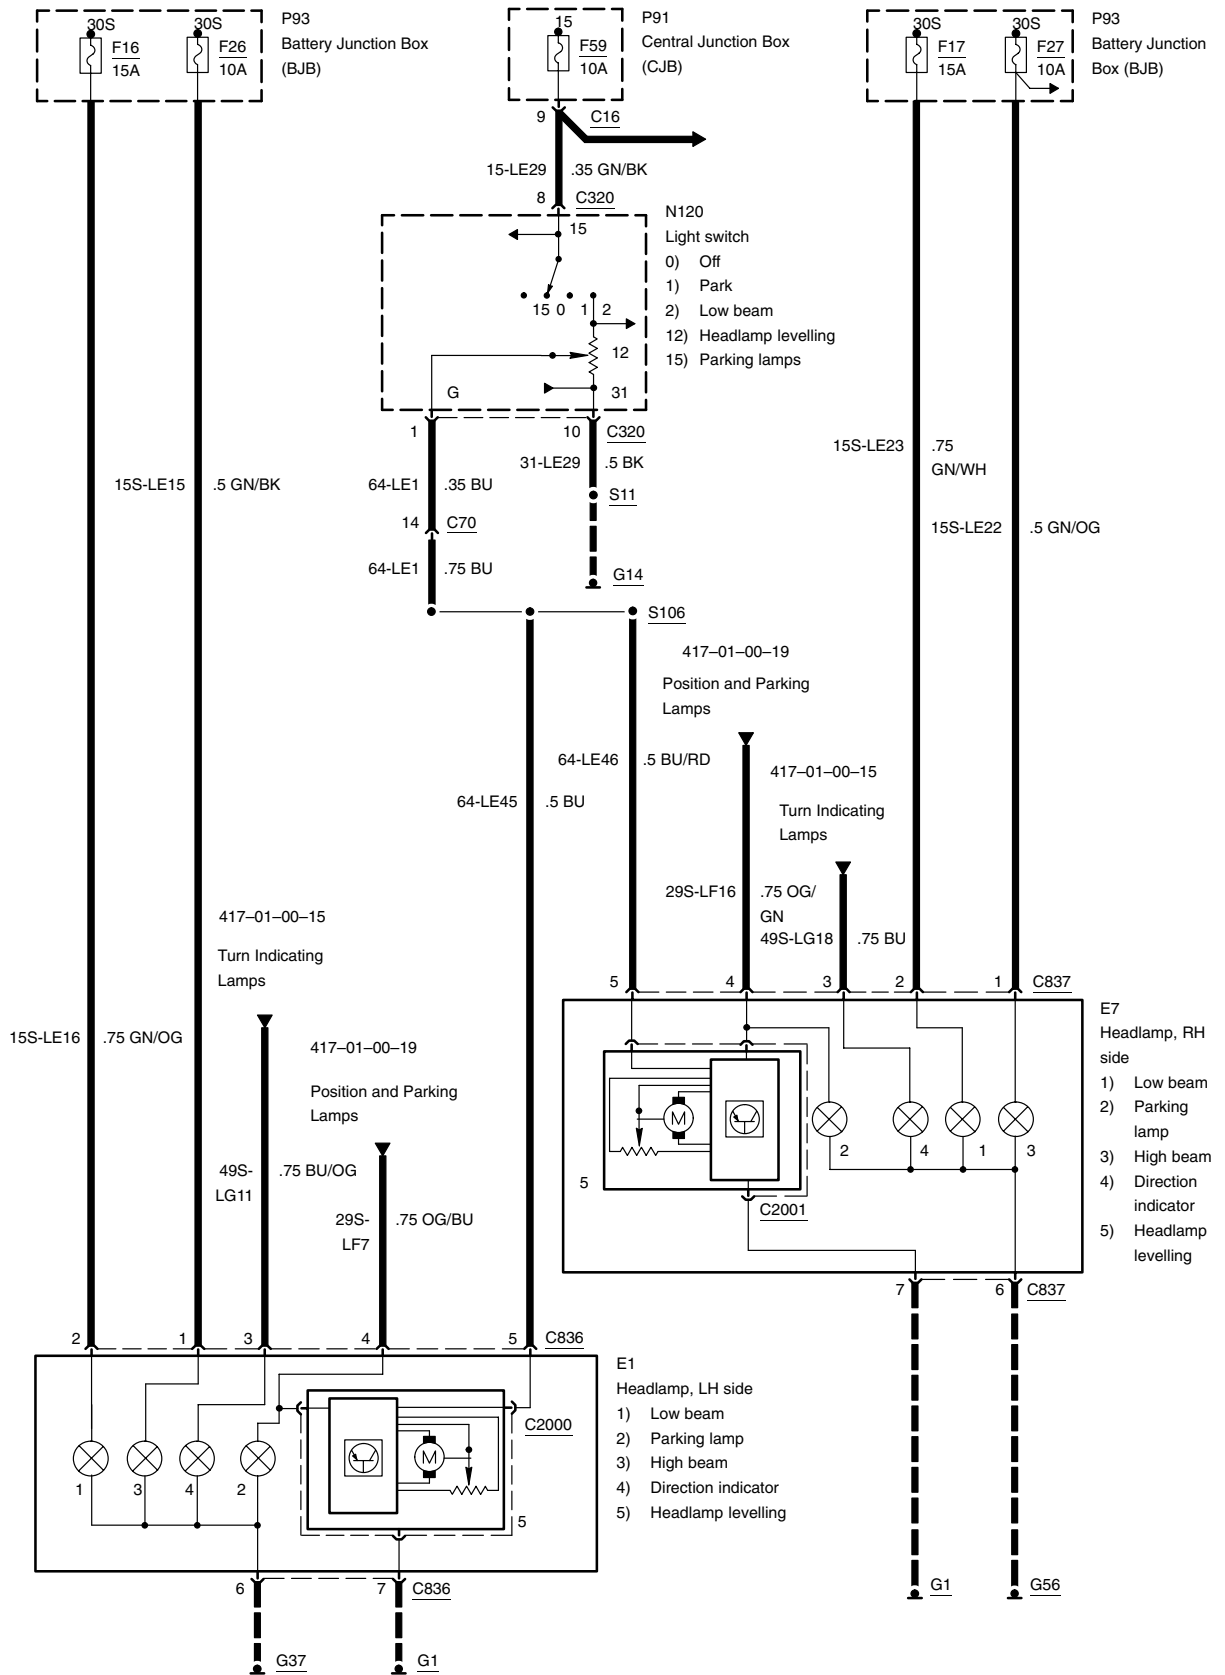 30S
F16
15A
30S
F26
10A
P93
Battery Junction Box
(BJB)
15
F59
10A
P91
Central Junction Box
(CJB)
30S
F17
15A
30S
F27
10A
P93
Battery Junction
Box (BJB)
9
C16
15-LE29
.35 GN/BK
8
C320
15
15 0 1 2
12
G
31
N120
Light switch
0) Off
1) Park
2) Low beam
12) Headlamp levelling
15) Parking lamps
1
10
C320
31-LE29
.5 BK
64-LE1
.35 BU
S11
14
C70
64-LE1
.75 BU
G14
S106
15S-LE15
.5 GN/BK
15S-LE23
.75
GN/WH
15S-LE22
.5 GN/OG
417–01–00–19
Position and Parking
Lamps
64-LE46
.5 BU/RD
417–01–00–15
64-LE45
.5 BU
Turn Indicating
Lamps
29S-LF16
.75 OG/
GN
49S-LG18
.75 BU
417–01–00–15
Turn Indicating
Lamps
15S-LE16
.75 GN/OG
417–01–00–19
Position and Parking
Lamps
49S-
LG11
.75 BU/OG
29S-
LF7
.75 OG/BU
5
4
3
2
1
C837
M
2
4
1
3
5
C2001
E7
Headlamp, RH
side
1) Low beam
2) Parking
lamp
3) High beam
4) Direction
indicator
5) Headlamp
levelling
7
6
C837
2
1
3
4
5
C836
C2000
M
1
3
4
2
5
E1
Headlamp, LH side
1) Low beam
2) Parking lamp
3) High beam
4) Direction indicator
5) Headlamp levelling
6
7
C836
G37
G1
G1
G56